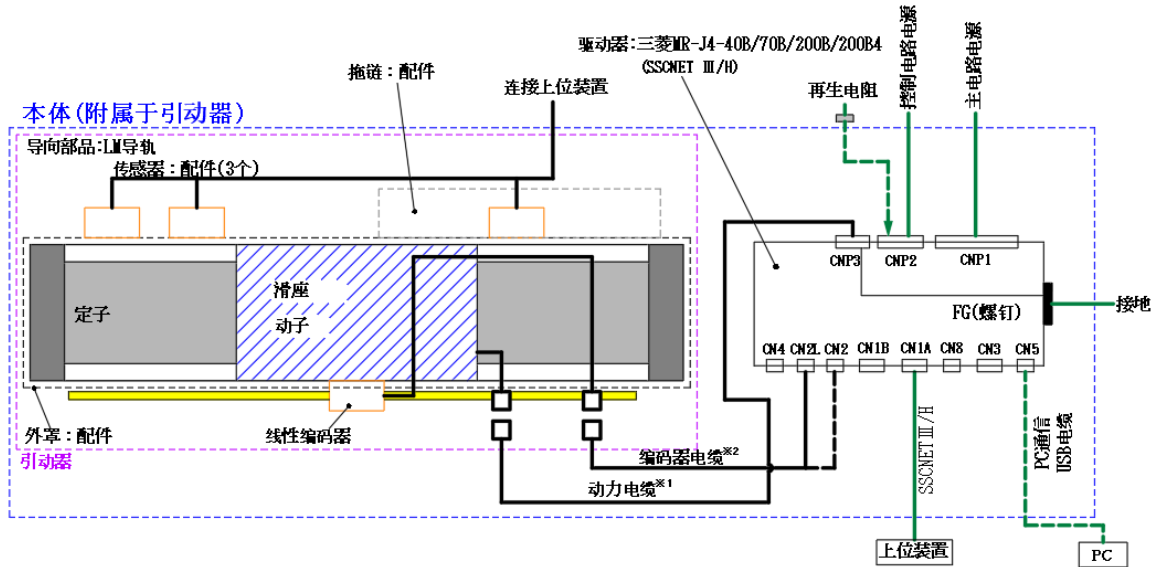 驱动器：三菱MR-J4-40B/70B/200B/200B4
(SSCNET Ⅲ/H)
控制电路电源
主电路电源
拖链：配件
连接上位装置
再生电阻
本体(附属于引动器)
导向部品:LM导轨
传感器：配件(3个)
CNP3
CNP2
CNP1
滑座
定子
动子
FG(螺钉)
接地
CN4
CN2L
CN2
CN1B
CN1A
CN8
CN3
CN5
外罩：配件
线性编码器
引动器
编码器电缆※2
动力电缆※1
SSCNETⅢ/H
PC通信
USB电缆
上位装置
PC